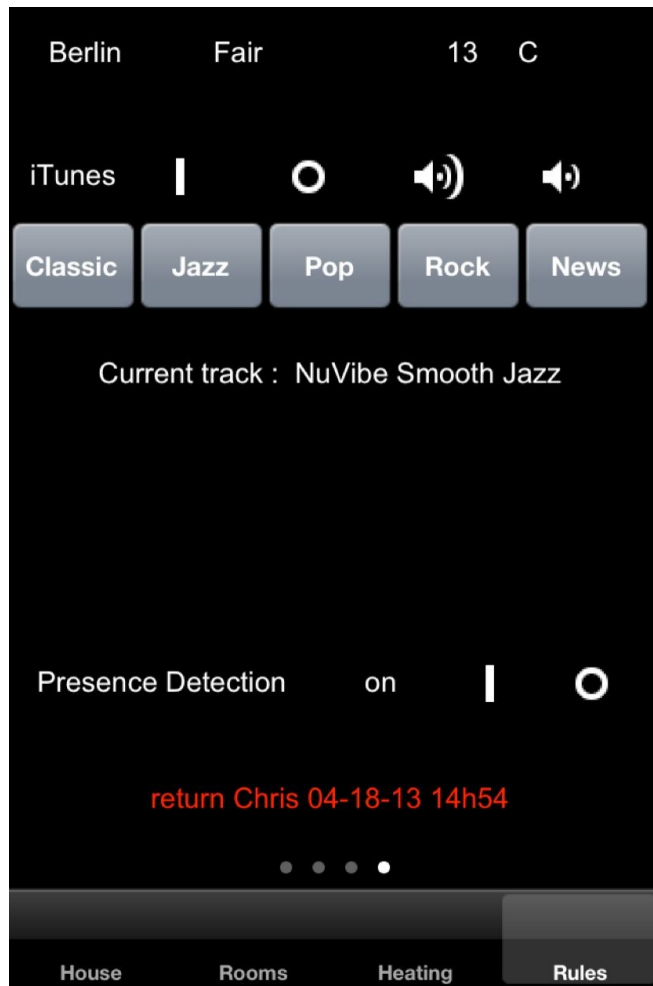 Berlin Fair 13 C
iTunes
Classic Jazz Pop Rock News
Current track : NuVibe Smooth Jazz
Presence Detection on
return Chris 04-18-13 14h54
House Rooms Heating Rules